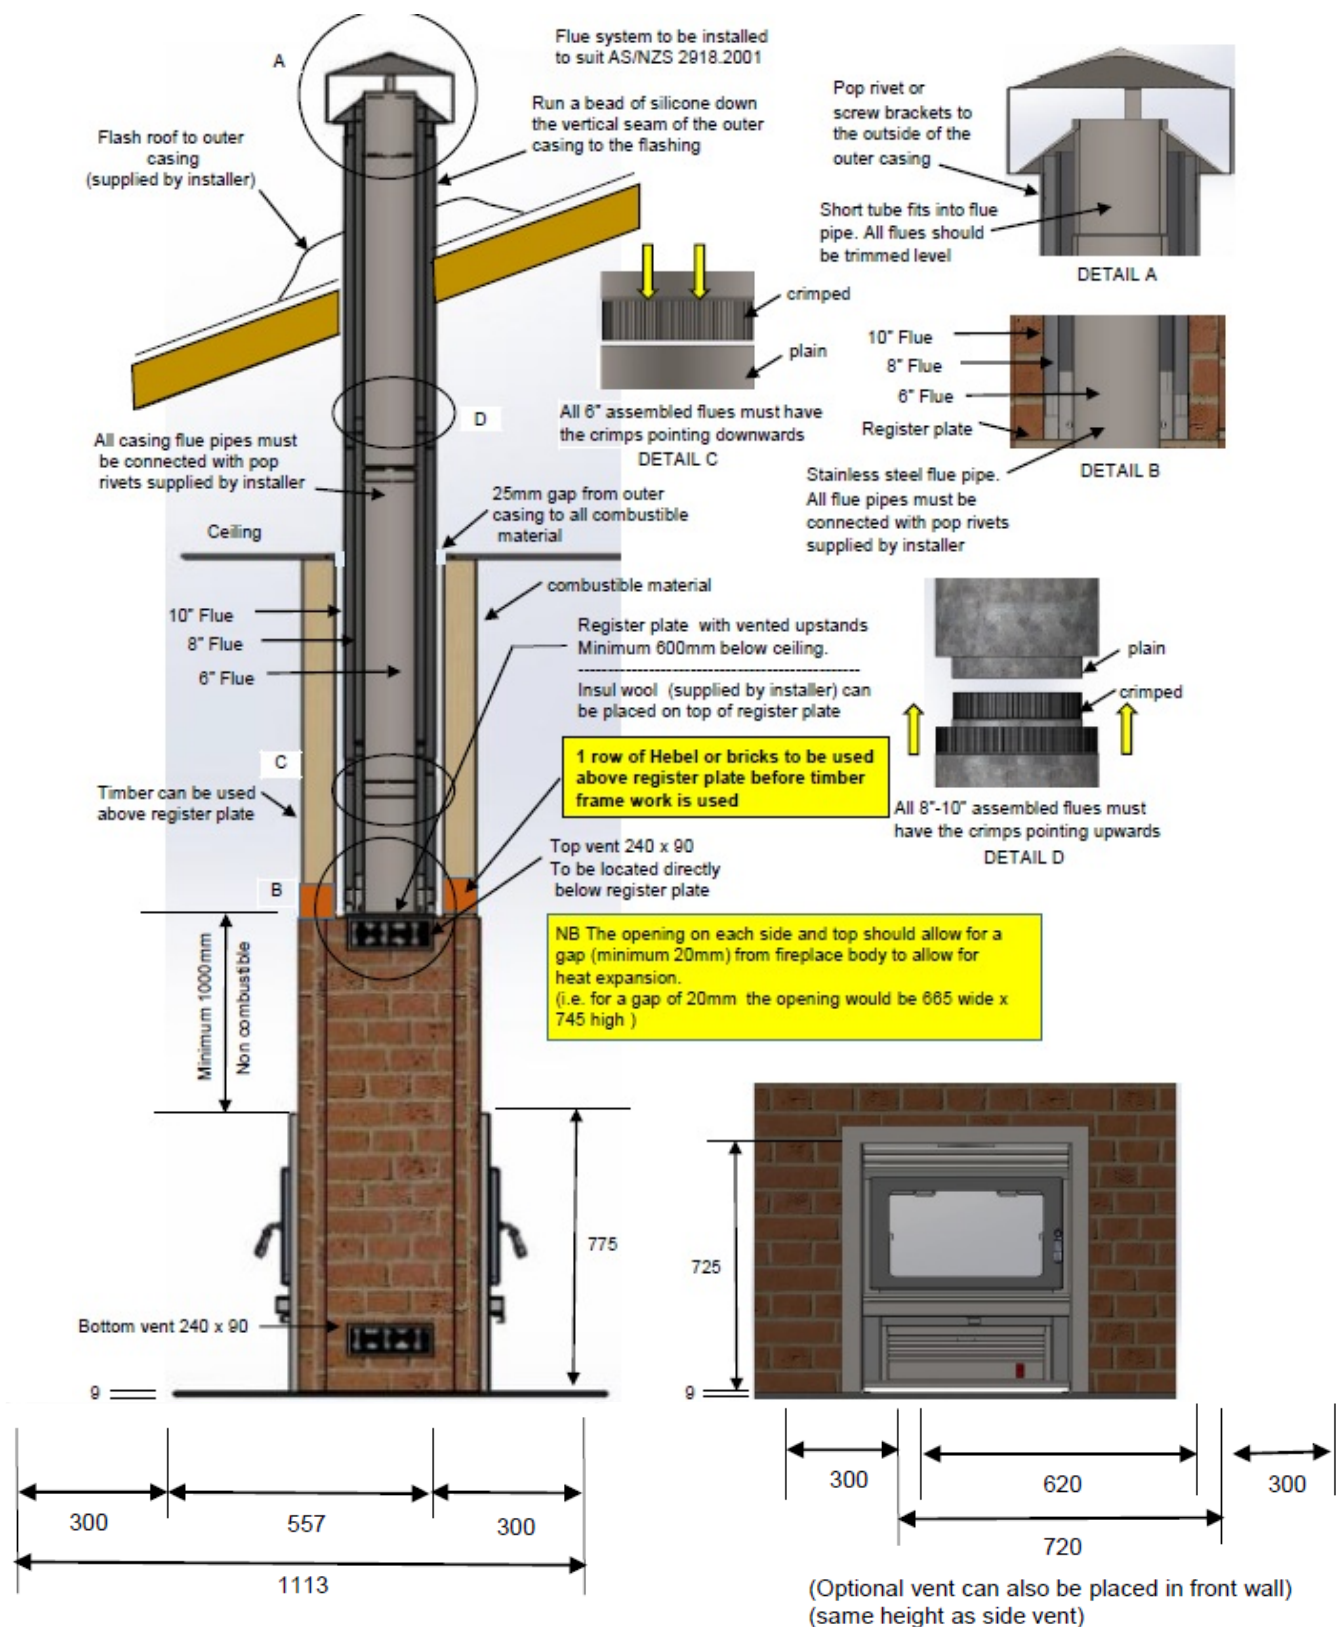 A
Flue system to be installed
to suit AS/NZS 2918.2001
Flash roof to outer
casing
(supplied by installer)
Run a bead of silicone down
the vertical seam of the outer
casing to the flashing
Pop rivet or
screw brackets to
the outside of the
outer casing
Short tube fits into flue
pipe. All flues should
be trimmed level
DETAIL A
crimped
plain
All 6" assembled flues must have
the crimps pointing downwards
DETAIL C
10" Flue
8" Flue
6" Flue
Register plate
DETAIL B
Stainless steel flue pipe.
All flue pipes must be
connected with pop rivets
supplied by installer
D
All casing flue pipes must
be connected with pop
rivets supplied by installer
25mm gap from outer
casing to all combustible
material
Ceiling
combustible material
10" Flue
8" Flue
6" Flue
Register plate with vented upstands
Minimum 600mm below ceiling.
------------------------------------------
Insul wool (supplied by installer) can
be placed on top of register plate
plain
crimped
All 8"-10" assembled flues must
have the crimps pointing upwards
DETAIL D
C
Timber can be used
above register plate
1 row of Hebel or bricks to be used
above register plate before timber
frame work is used
B
Top vent 240 x 90
To be located directly
below register plate
NB The opening on each side and top should allow for a
gap (minimum 20mm) from fireplace body to allow for
heat expansion.
(i.e. for a gap of 20mm the opening would be 665 wide x
745 high )
Minimum 1000mm
Non combustible
775
725
Bottom vent 240 x 90
9
9
300
557
300
1113
300
620
300
720
(Optional vent can also be placed in front wall)
(same height as side vent)